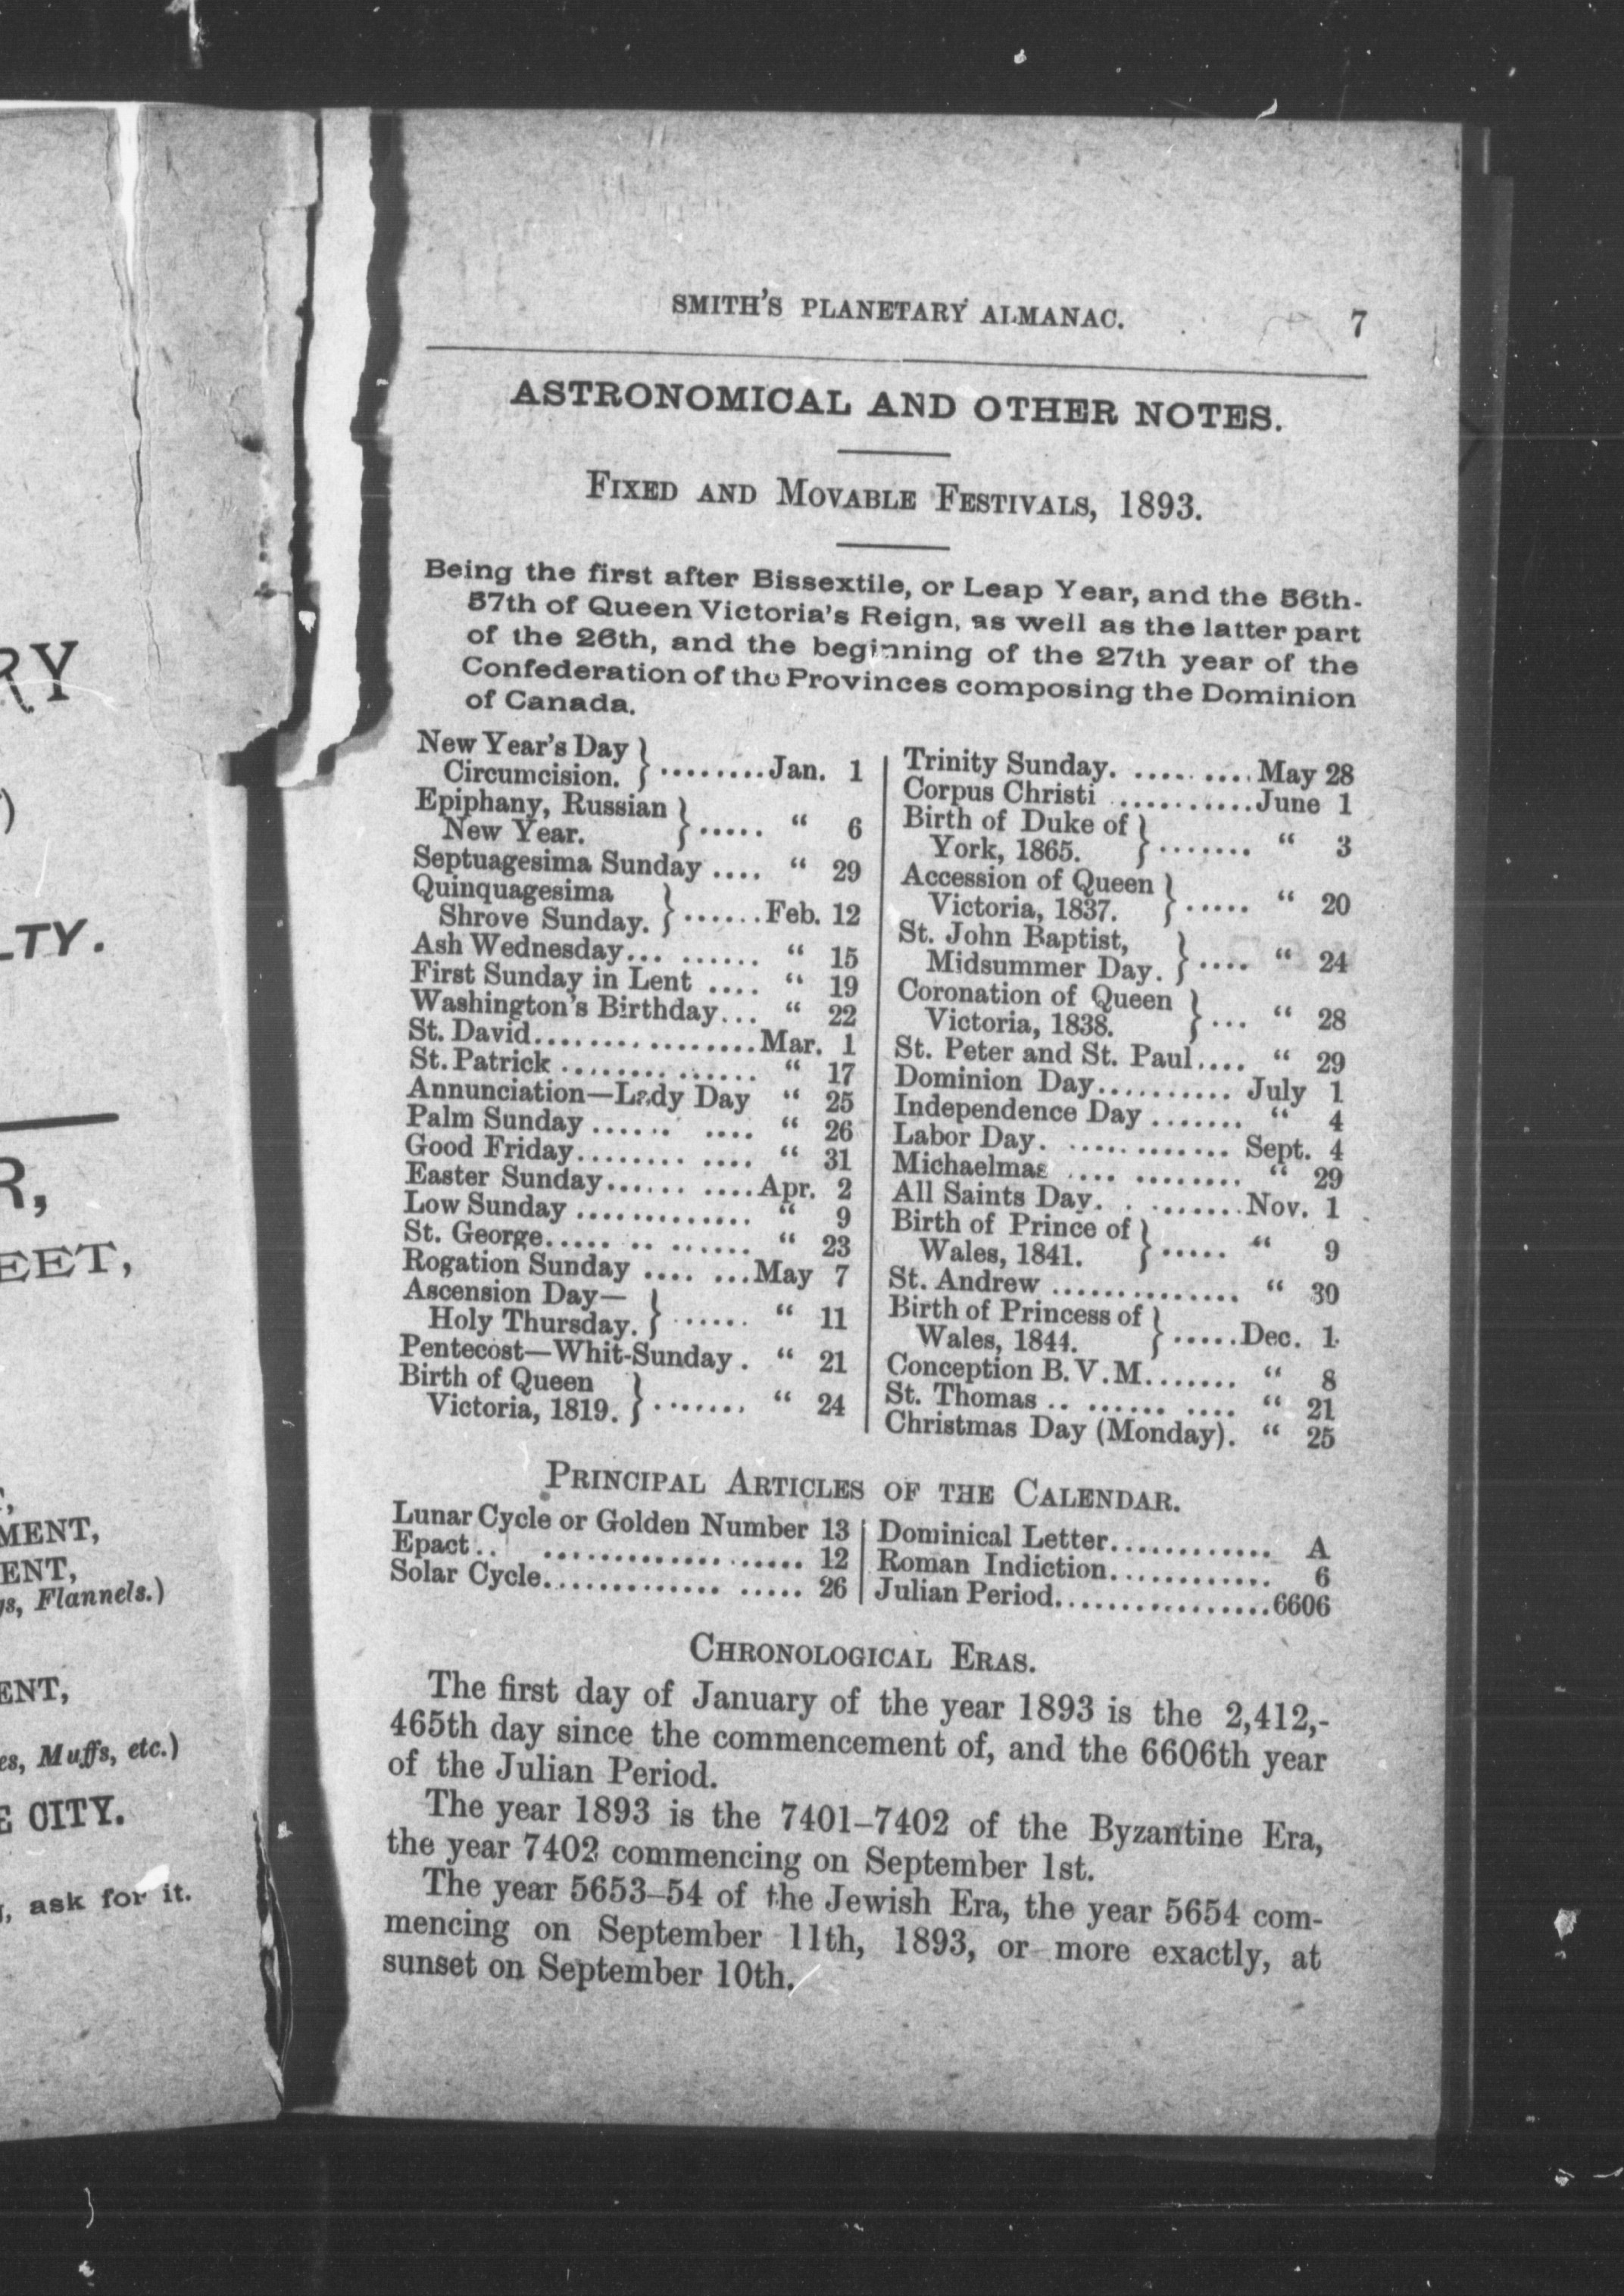 RY
)
LTY.
R,
EET,
MENT,
ENT,
Flannels.)
ENT,
es, Muffs, etc.)
E CITY.
ask for it.
SMITH'S PLANETARY ALMANAC. 7
ASTRONOMICAL AND OTHER NOTES.
FIXED AND MOVABLE FESTIVALS, 1893.
Being the first after Bissextile, or Leap Year, and the 56th-
57th of Queen Victoria's Reign, as well as the latter part
of the 26th, and the beginning of the 27th year of the
Confederation of the Provinces composing the Dominion
of Canada.
New Year's Day
Circumcision. } ......... Jan. 1
Epiphany, Russian
New Year. } ..... " 6
Septuagesima Sunday .... " 29
Quinquagesima
Shrove Sunday. } ...... Feb. 12
Ash Wednesday... ...... " 15
First Sunday in Lent .... " 19
Washington's Birthday... " 22
St. David........ ........ Mar. 1
St. Patrick ........ ...... " 17
Annunciation—Lady Day " 25
Palm Sunday ...... .... " 26
Good Friday........ .... " 31
Easter Sunday...... .... Apr. 2
Low Sunday ............. " 9
St. George..... .. ....... " 23
Rogation Sunday .... ... May 7
Ascension Day—
Holy Thursday. } ...... " 11
Pentecost—Whit-Sunday . " 21
Birth of Queen
Victoria, 1819. } ....... " 24
Trinity Sunday. ..... .... May 28
Corpus Christi ........... June 1
Birth of Duke of
York, 1865. } ....... " 3
Accession of Queen
Victoria, 1837. } ..... " 20
St. John Baptist,
Midsummer Day. } .... " 24
Coronation of Queen
Victoria, 1838. } ... " 28
St. Peter and St. Paul.... " 29
Dominion Day........... July 1
Independence Day ....... " 4
Labor Day. ..... ....... Sept. 4
Michaelmas .... ........ " 29
All Saints Day. . ....... Nov. 1
Birth of Prince of
Wales, 1841. } ..... " 9
St. Andrew ............... " 30
Birth of Princess of
Wales, 1844. } ..... Dec. 1
Conception B.V.M....... " 8
St. Thomas .. ...... .... " 21
Christmas Day (Monday). " 25
PRINCIPAL ARTICLES OF THE CALENDAR.
Lunar Cycle or Golden Number 13
Epact .. ............. ...... 12
Solar Cycle............. ..... 26
Dominical Letter............ A
Roman Indiction............ 6
Julian Period................6606
CHRONOLOGICAL ERAS.
The first day of January of the year 1893 is the 2,412,-
465th day since the commencement of, and the 6606th year
of the Julian Period.
The year 1893 is the 7401–7402 of the Byzantine Era,
the year 7402 commencing on September 1st.
The year 5653–54 of the Jewish Era, the year 5654 com-
mencing on September 11th, 1893, or more exactly, at
sunset on September 10th.